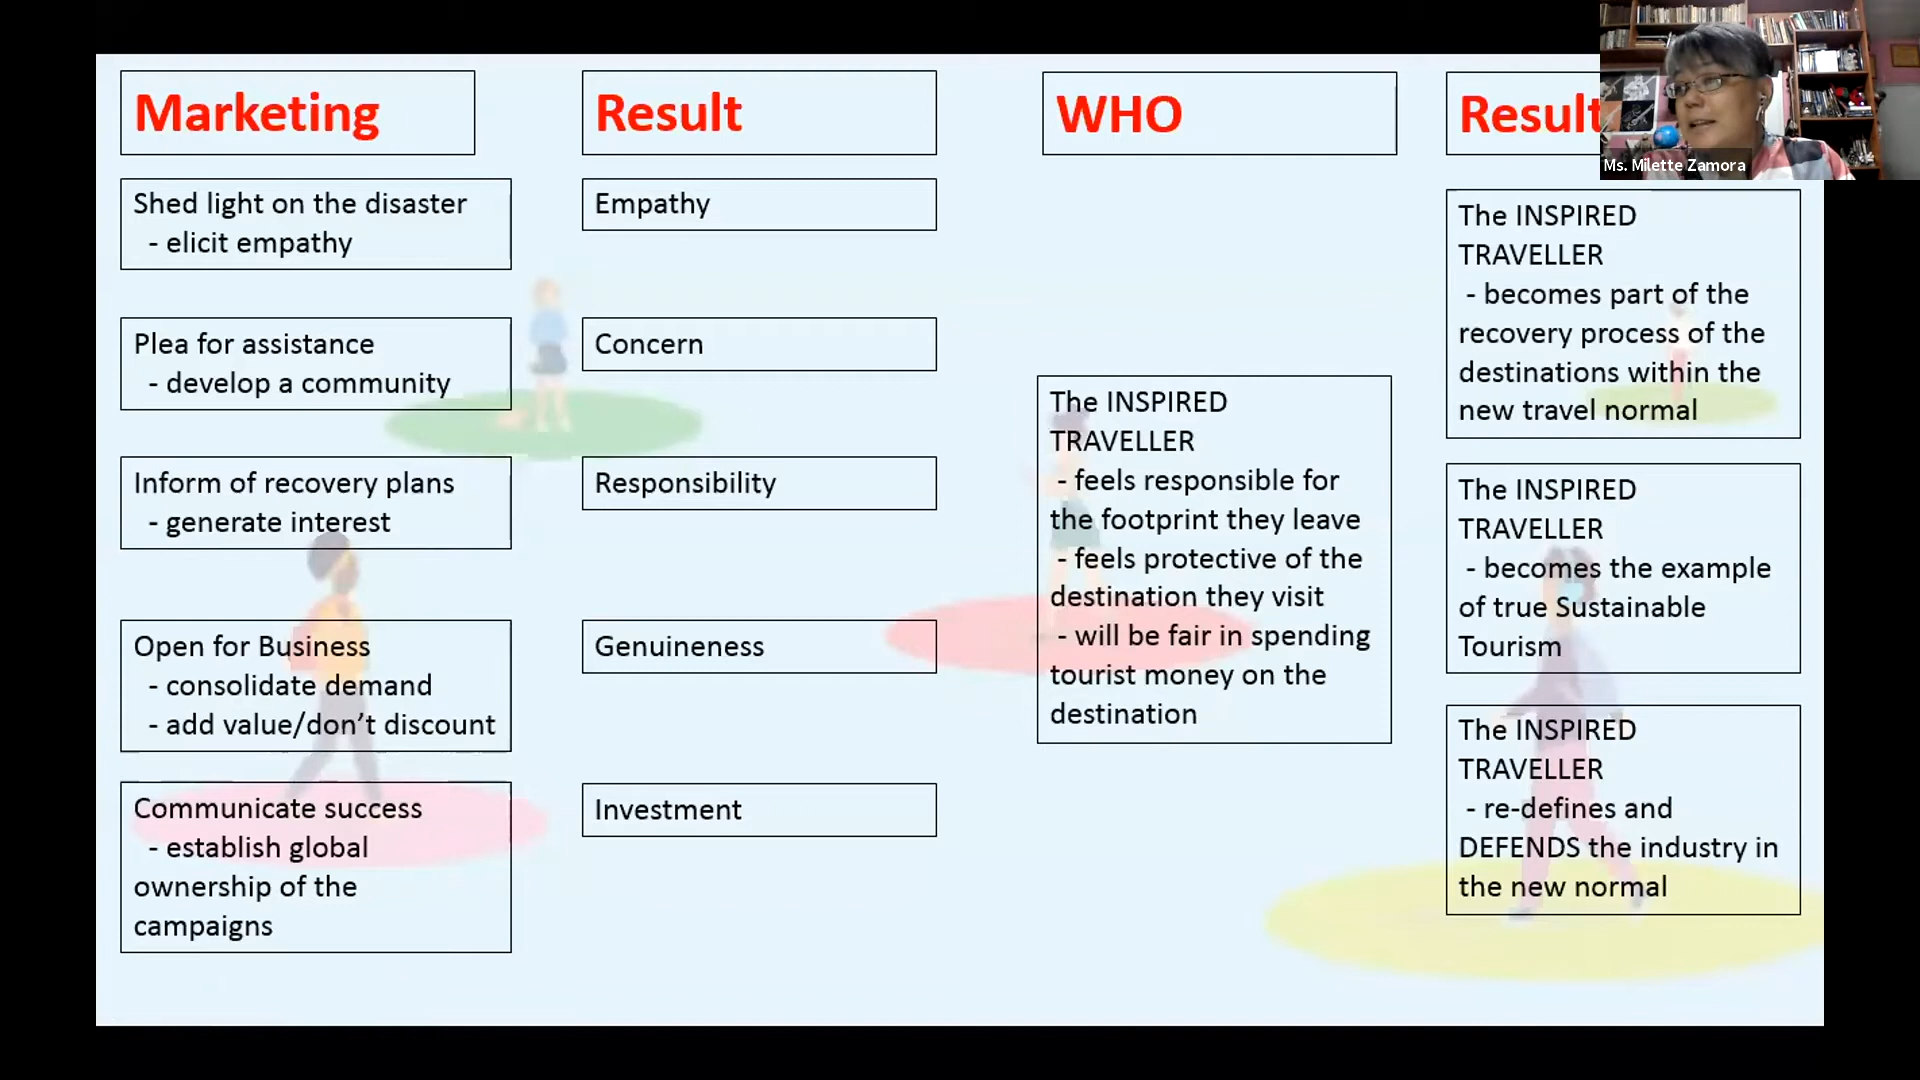 Marketing
Result
WHO
Result
Ms. Milette Zamora
Shed light on the disaster
- elicit empathy
Empathy
Plea for assistance
- develop a community
Concern
Inform of recovery plans
- generate interest
Responsibility
Open for Business
- consolidate demand
- add value/don’t discount
Genuineness
Communicate success
- establish global
ownership of the
campaigns
Investment
The INSPIRED
TRAVELLER
- feels responsible for
the footprint they leave
- feels protective of the
destination they visit
- will be fair in spending
tourist money on the
destination
The INSPIRED
TRAVELLER
- becomes part of the
recovery process of the
destinations within the
new travel normal
The INSPIRED
TRAVELLER
- becomes the example
of true Sustainable
Tourism
The INSPIRED
TRAVELLER
- re-defines and
DEFENDS the industry in
the new normal